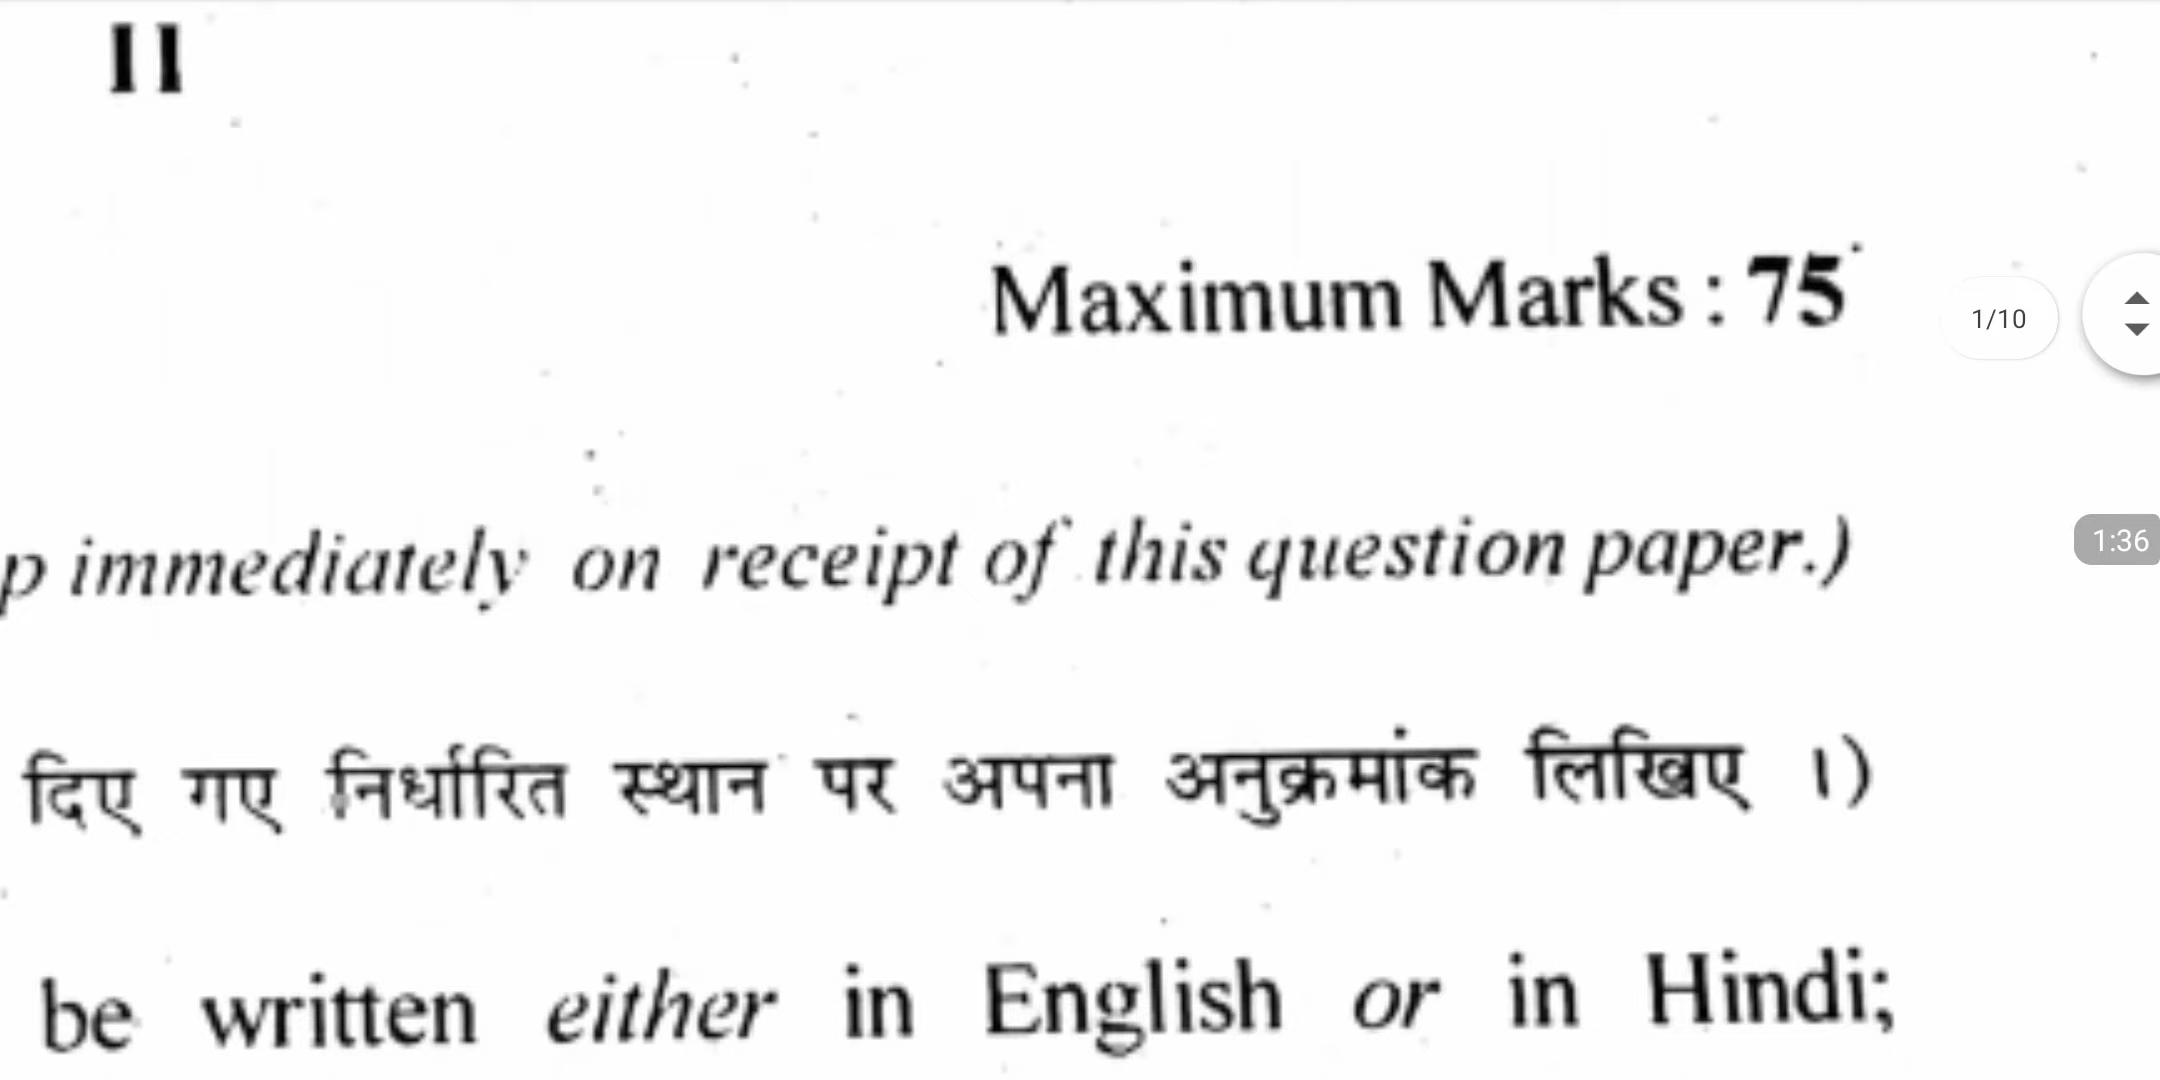 II
Maximum Marks : 75
1/10
p immediately on receipt of this question paper.)
1:36
दिए गए निर्धारित स्थान पर अपना अनुक्रमांक लिखिए ।)
be written either in English or in Hindi;